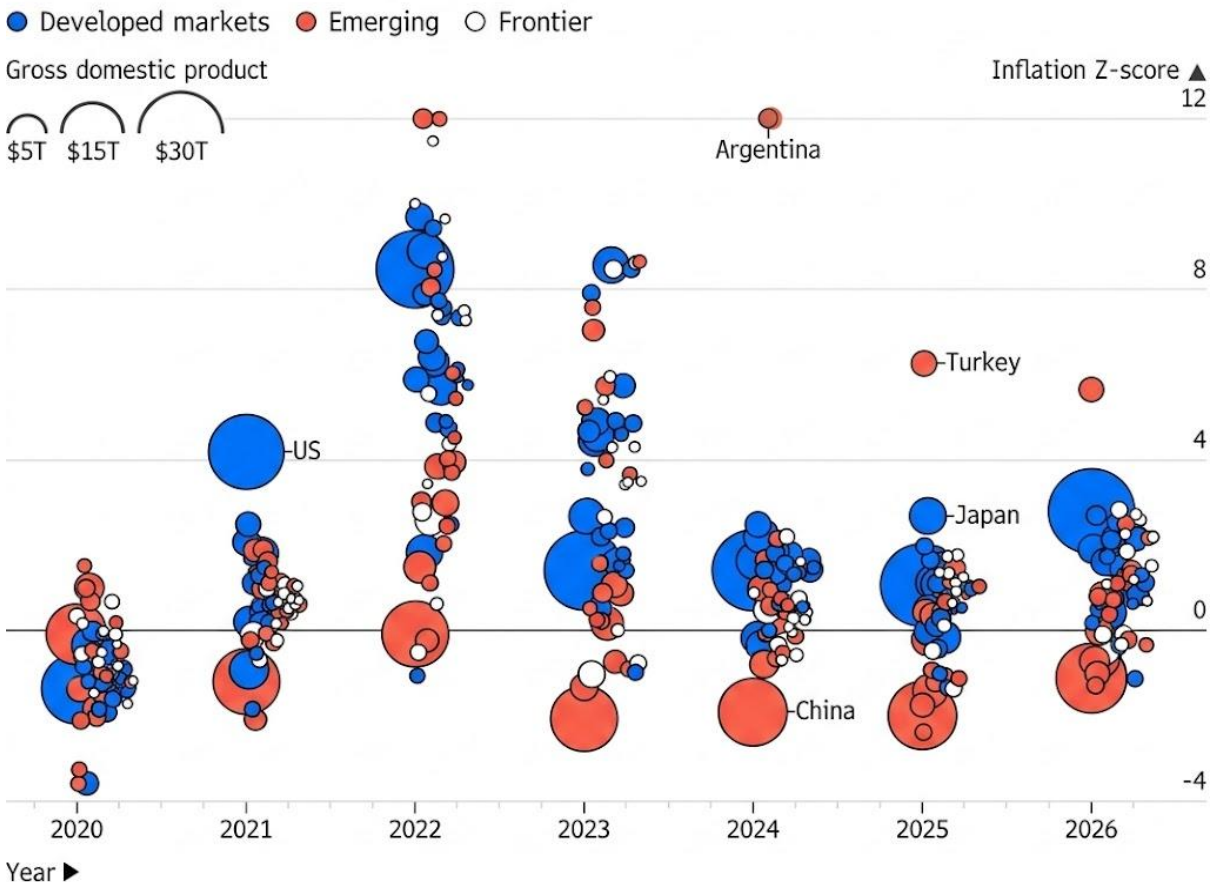 Developed markets Emerging Frontier
Gross domestic product
Inflation Z-score ▲
12
$5T $15T $30T
Argentina
8
Turkey
4
US
Japan
0
China
-4
2020 2021 2022 2023 2024 2025 2026
Year ▶